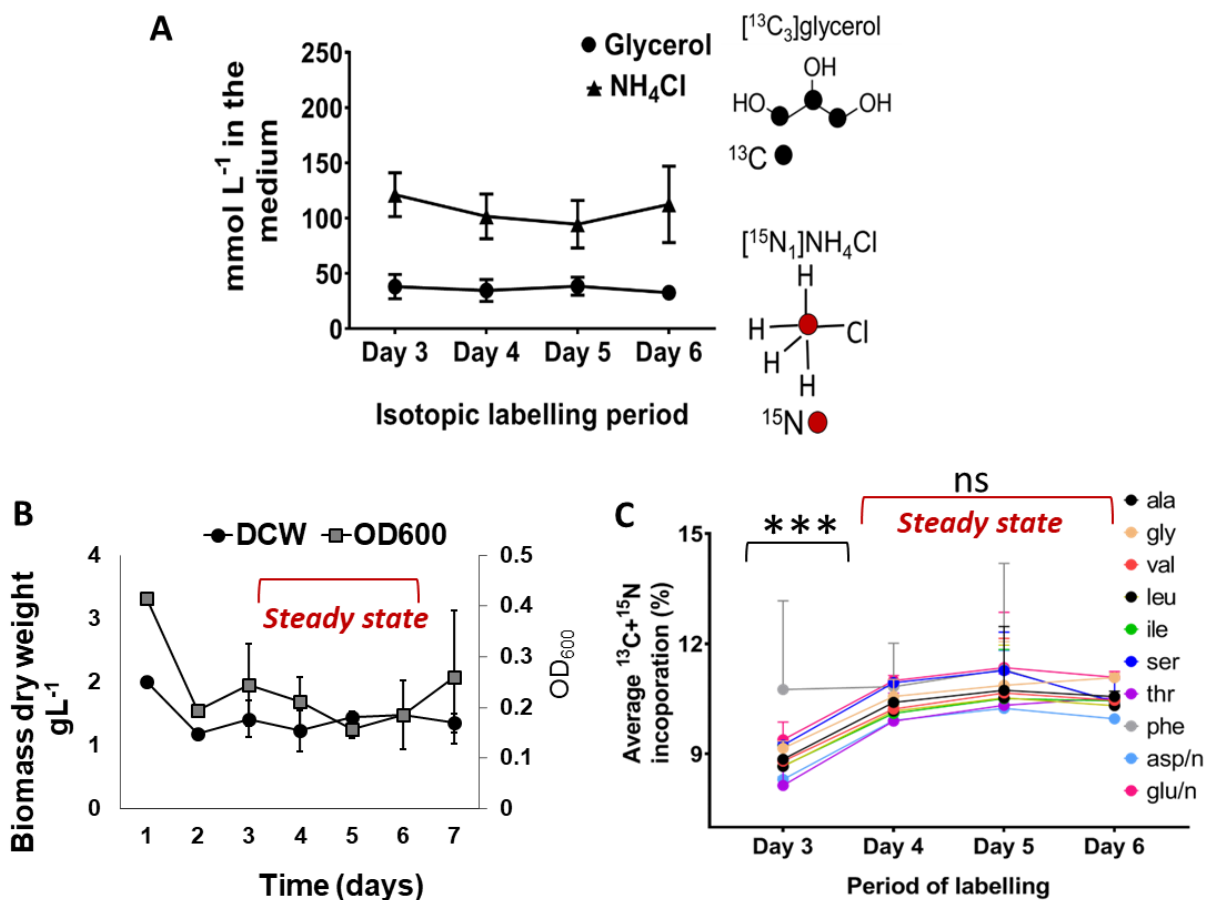 A
Glycerol
NH₄Cl
250
200
150
100
50
0
mmol L⁻¹ in the
medium
Day 3 Day 4 Day 5 Day 6
Isotopic labelling period
[¹³C₃]glycerol
OH
HO OH
¹³C
[¹⁵N₁]NH₄Cl
H
H Cl
H
H
¹⁵N
B
DCW OD600
Steady state
4
3
2
1
0
Biomass dry weight
gL⁻¹
0.5
0.4
0.3
0.2
0.1
0
OD₆₀₀
1 2 3 4 5 6 7
Time (days)
C
ns
***
Steady state
15
12
9
Average ¹³C+¹⁵N
incoporation (%)
Day 3 Day 4 Day 5 Day 6
Period of labelling
ala
gly
val
leu
ile
ser
thr
phe
asp/n
glu/n